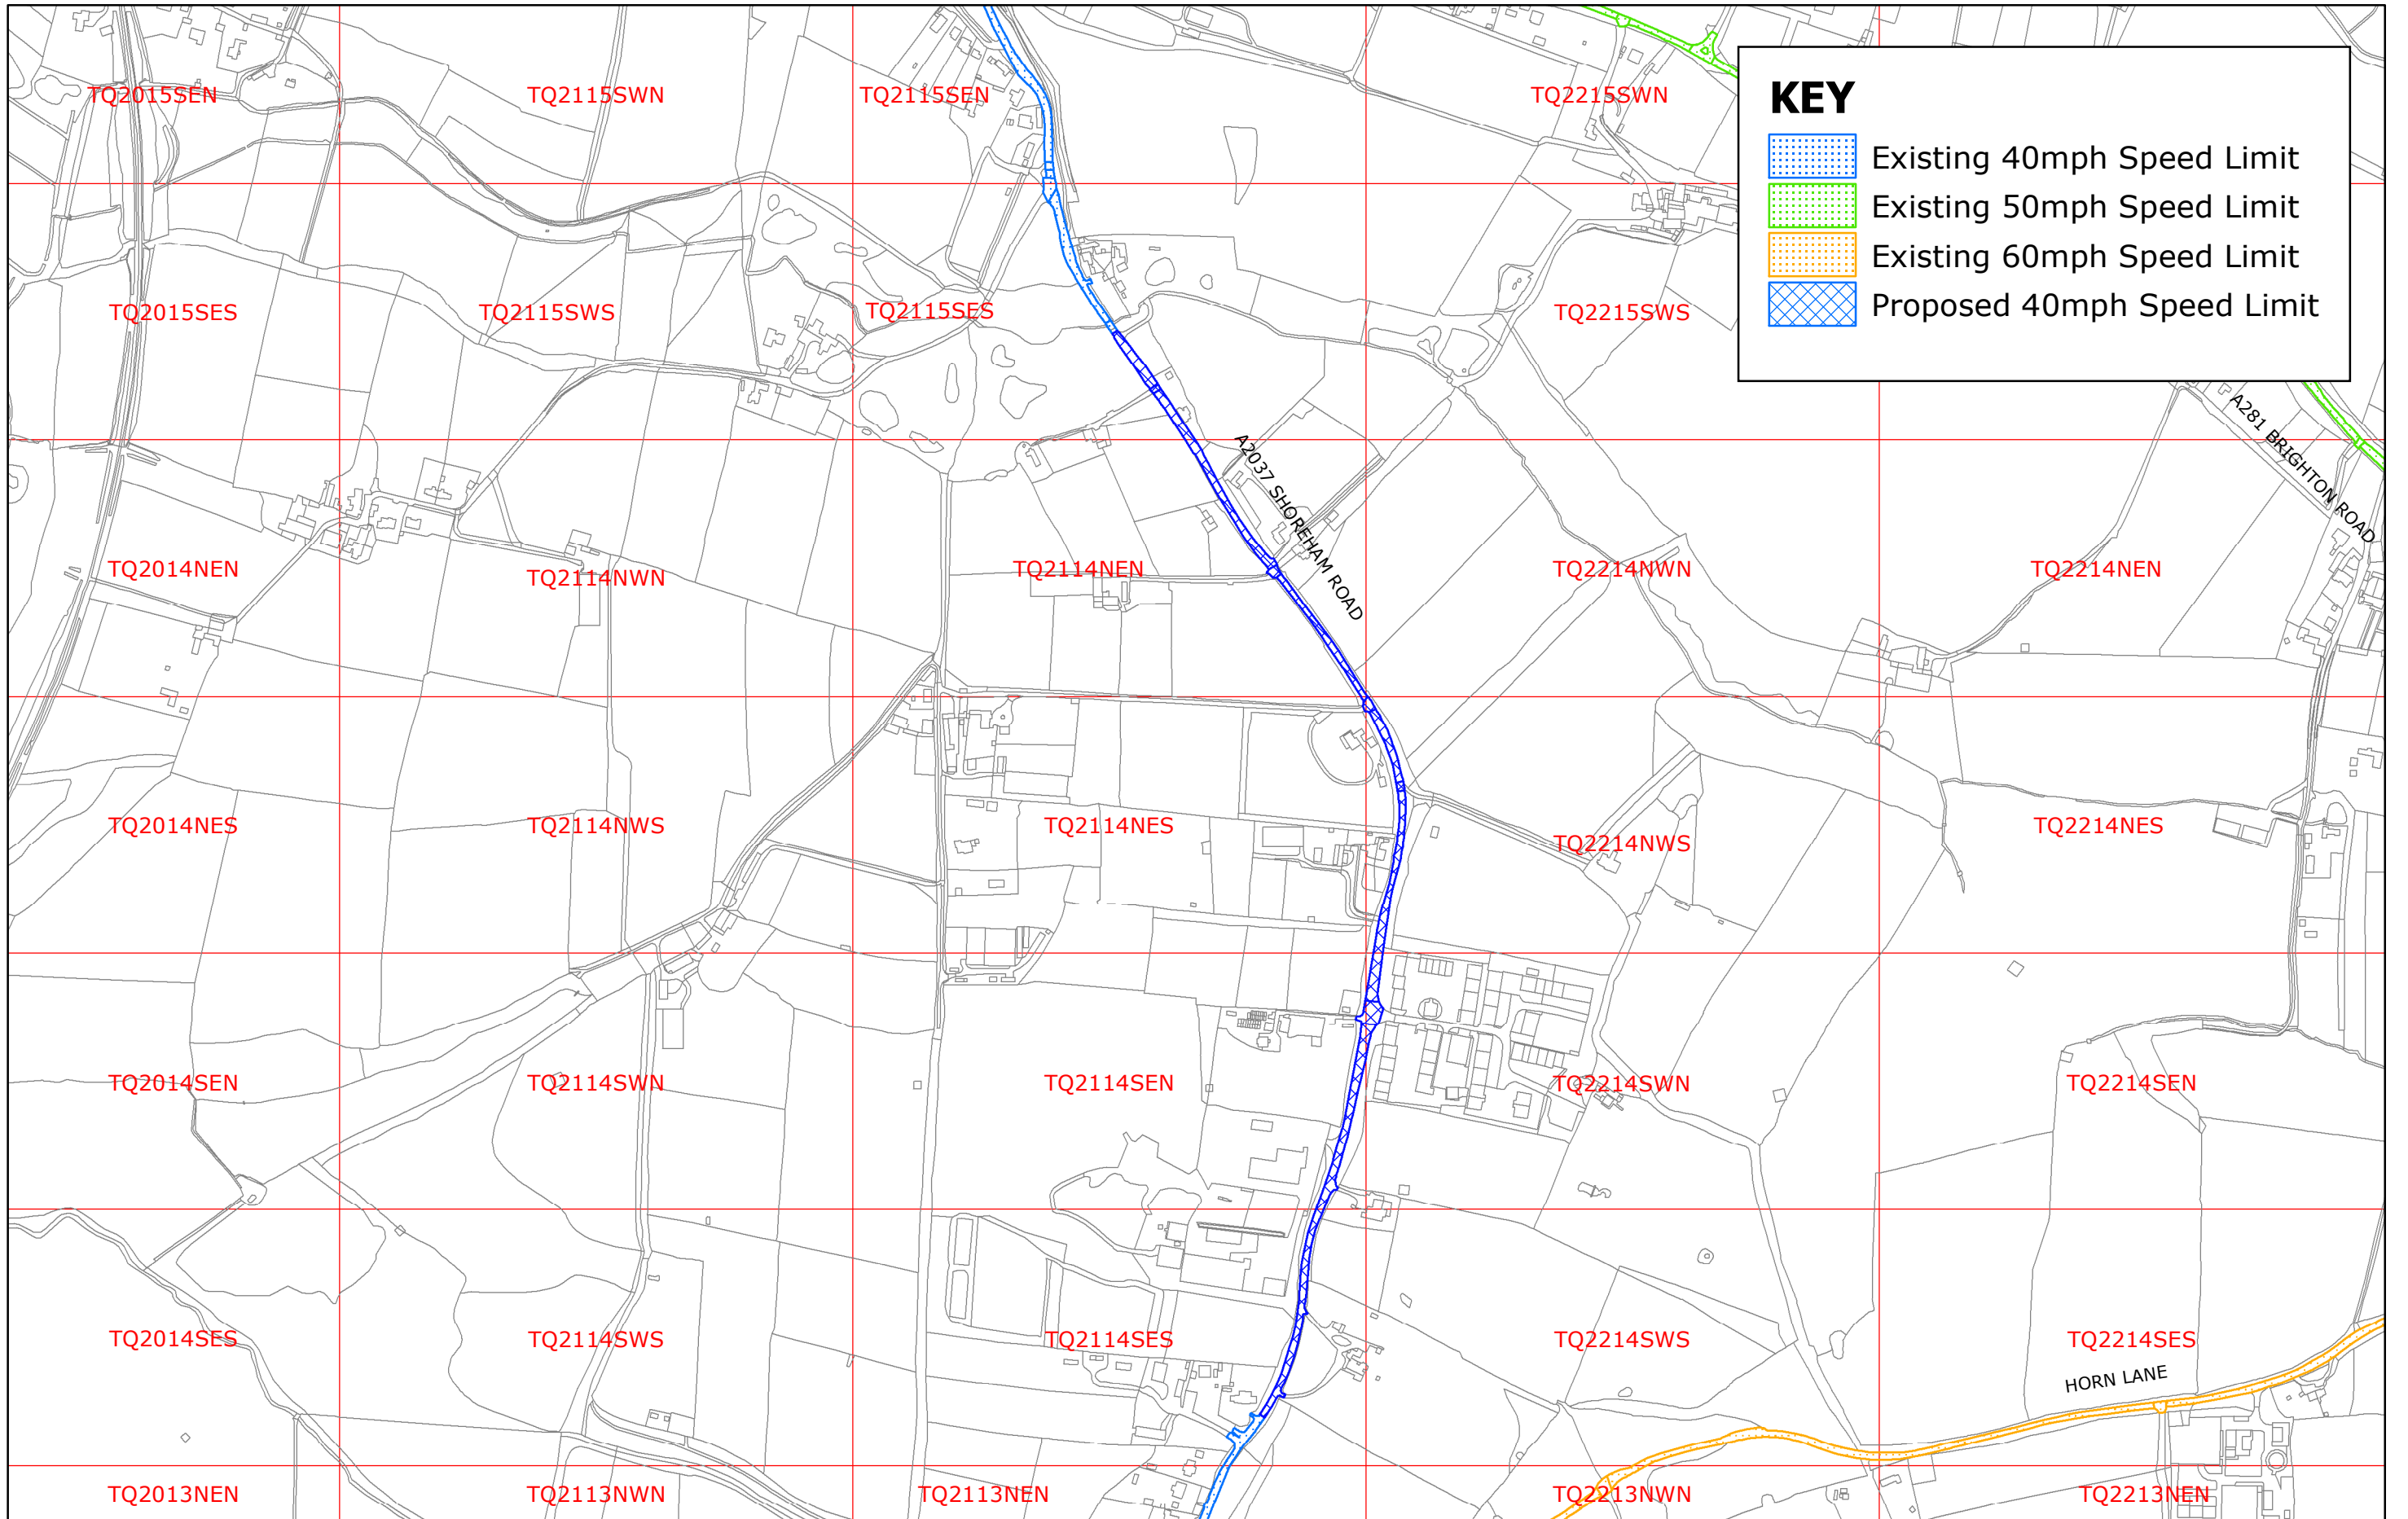 TQ2015SEN
TQ2115SWN
TQ2115SEN
TQ2215SWN
KEY
Existing 40mph Speed Limit
Existing 50mph Speed Limit
Existing 60mph Speed Limit
Proposed 40mph Speed Limit
TQ2015SES
TQ2115SWS
TQ2115SES
TQ2215SWS
A281 BRIGHTON ROAD
A2037 SHOREHAM ROAD
TQ2014NEN
TQ2114NWN
TQ2114NEN
TQ2214NWN
TQ2214NEN
TQ2014NES
TQ2114NWS
TQ2114NES
TQ2214NWS
TQ2214NES
TQ2014SEN
TQ2114SWN
TQ2114SEN
TQ2214SWN
TQ2214SEN
TQ2014SES
TQ2114SWS
TQ2114SES
TQ2214SWS
TQ2214SES
HORN LANE
TQ2013NEN
TQ2113NWN
TQ2113NEN
TQ2213NWN
TQ2213NEN